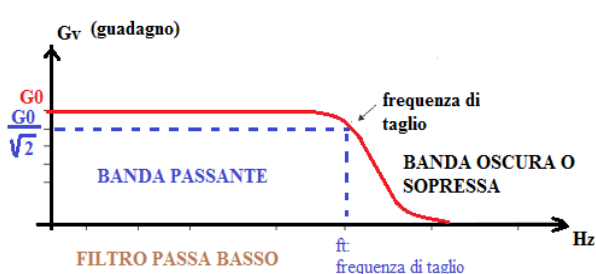 Gv (guadagno)
G0
G0
√2
frequenza di
taglio
BANDA PASSANTE
BANDA OSCURA O
SOPRESSA
Hz
ft:
frequenza di taglio
FILTRO PASSA BASSO